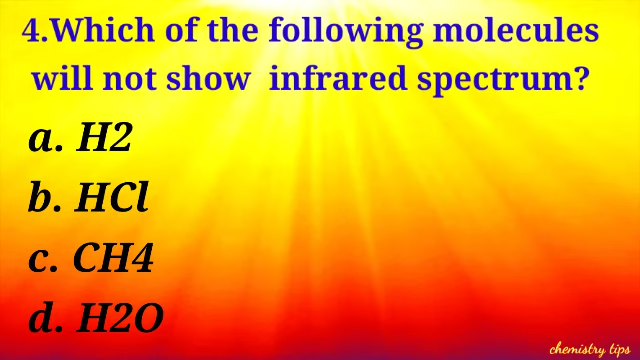 4.Which of the following molecules
will not show infrared spectrum?
a. H2
b. HCl
c. CH4
d. H2O
chemistry tips